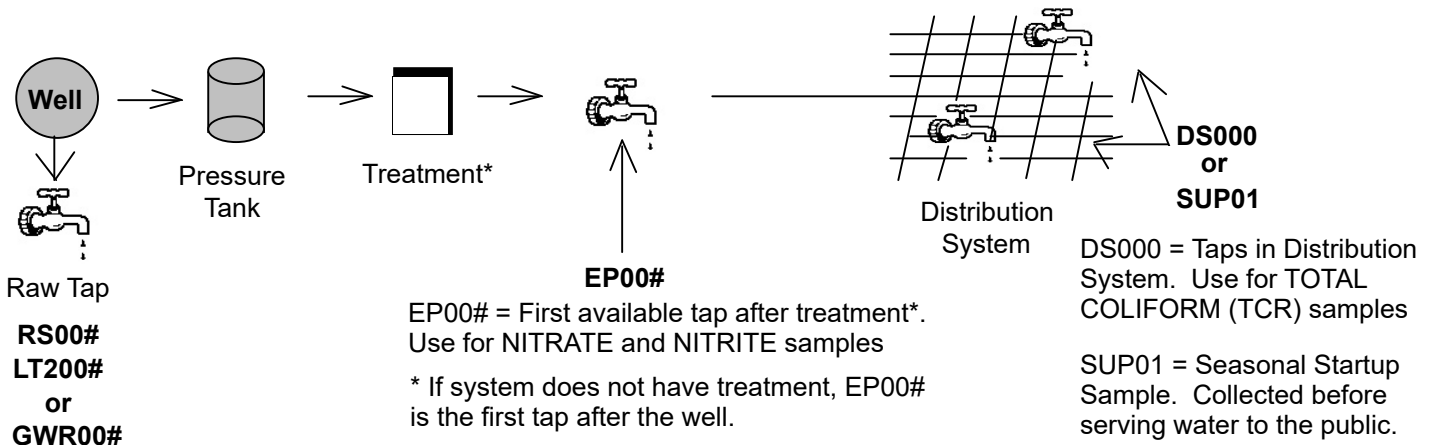 Well
Raw Tap
RS00#
LT200#
or
GWR00#
Pressure
Tank
Treatment*
EP00#
EP00# = First available tap after treatment*.
Use for NITRATE and NITRITE samples
* If system does not have treatment, EP00#
is the first tap after the well.
Distribution
System
DS000
or
SUP01
DS000 = Taps in Distribution
System. Use for TOTAL
COLIFORM (TCR) samples
SUP01 = Seasonal Startup
Sample. Collected before
serving water to the public.